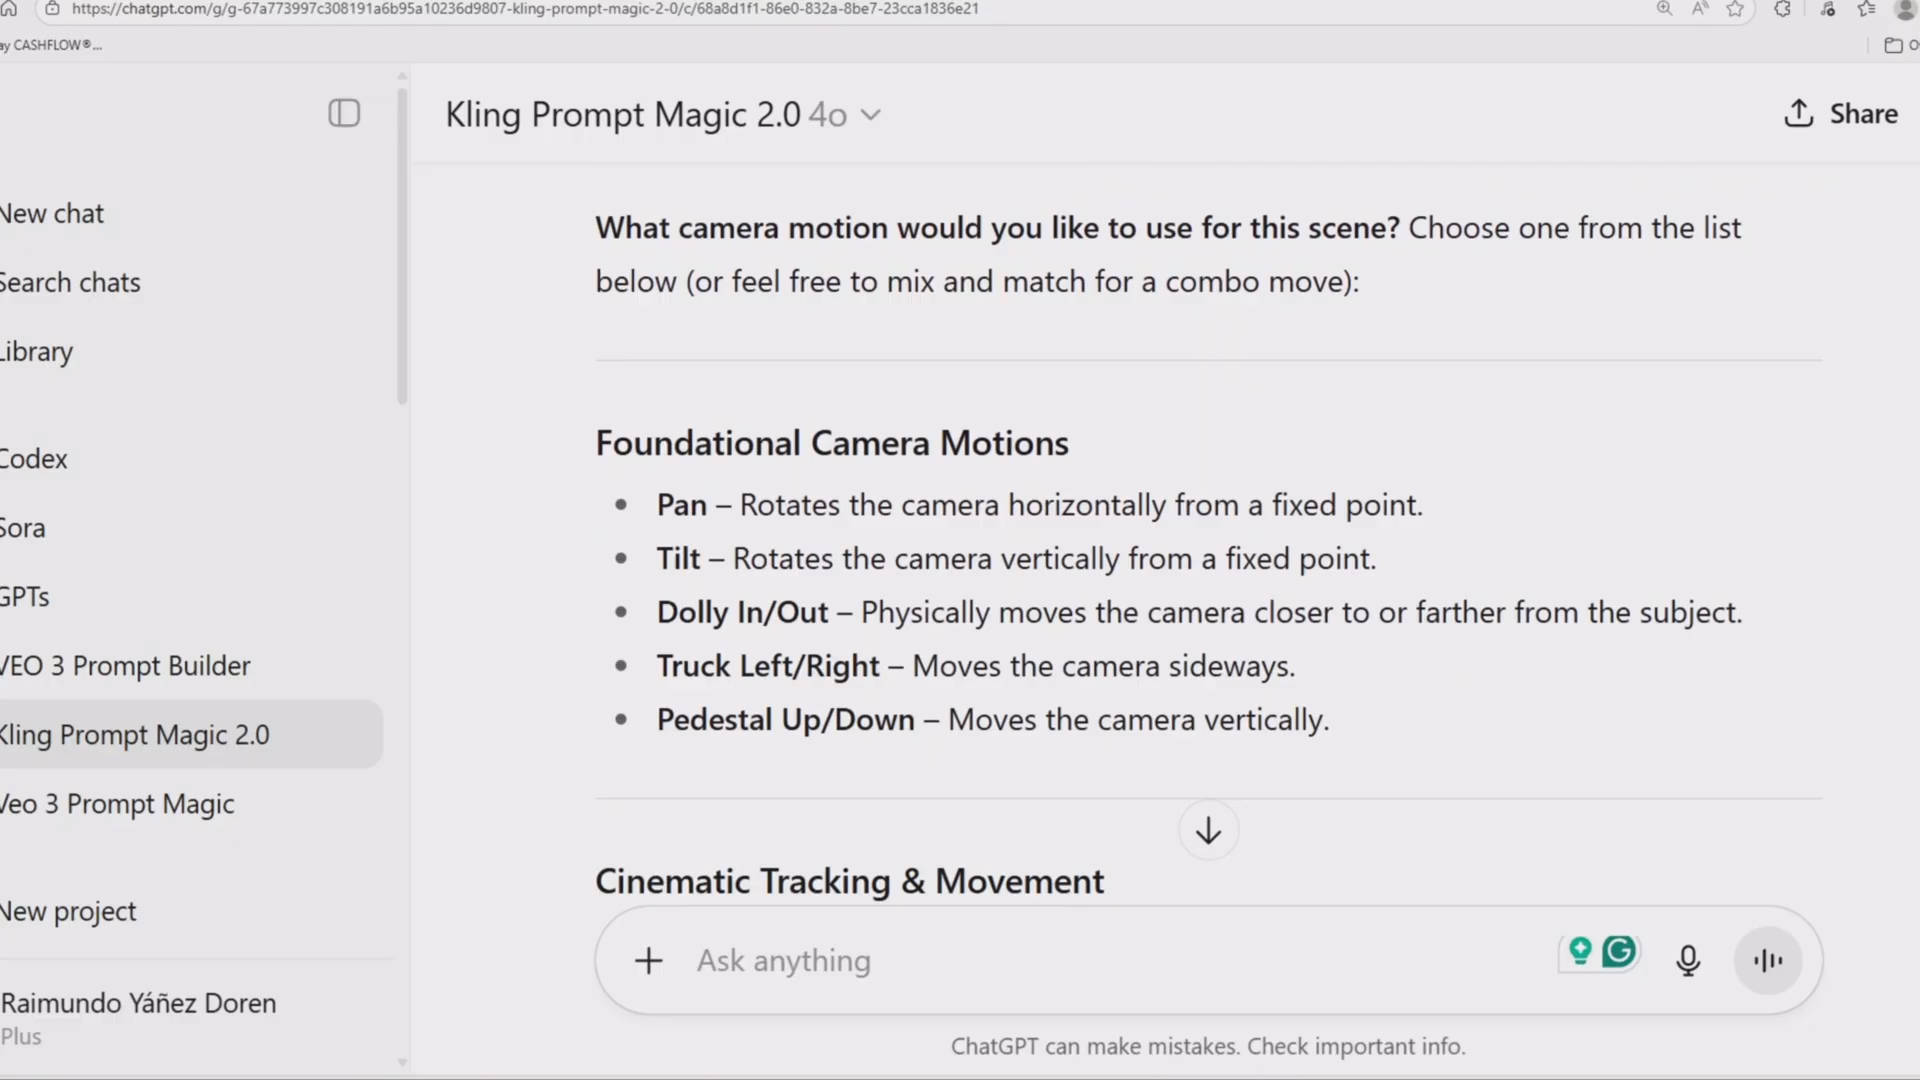 https://chatgpt.com/g/g-67a773997c308191a6b95a10236d9807-kling-prompt-magic-2-0/c/68a8d1f1-86e0-832a-8be7-23cca1836e21
ay CASHFLOW®...
Kling Prompt Magic 2.0 4o
Share
New chat
Search chats
Library
Codex
Sora
GPTs
VEO 3 Prompt Builder
Kling Prompt Magic 2.0
Veo 3 Prompt Magic
New project
Raimundo Yáñez Doren
Plus
What camera motion would you like to use for this scene? Choose one from the list
below (or feel free to mix and match for a combo move):
Foundational Camera Motions
• Pan – Rotates the camera horizontally from a fixed point.
• Tilt – Rotates the camera vertically from a fixed point.
• Dolly In/Out – Physically moves the camera closer to or farther from the subject.
• Truck Left/Right – Moves the camera sideways.
• Pedestal Up/Down – Moves the camera vertically.
Cinematic Tracking & Movement
Ask anything
ChatGPT can make mistakes. Check important info.